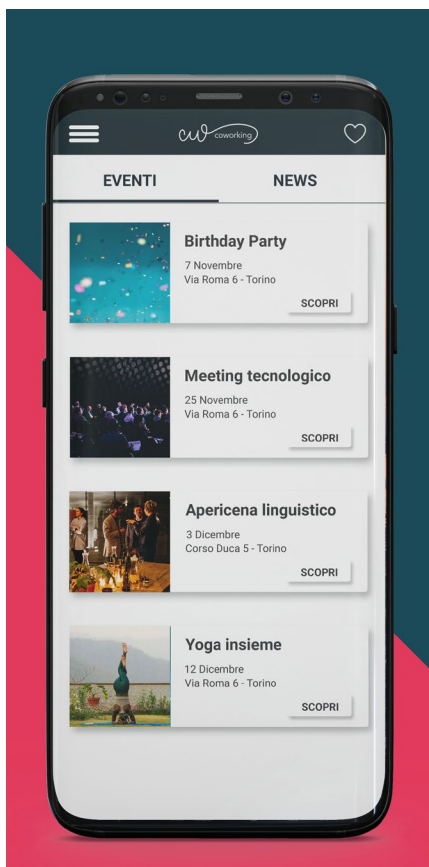 cw coworking
EVENTI NEWS
Birthday Party
7 Novembre
Via Roma 6 - Torino
SCOPRI
Meeting tecnologico
25 Novembre
Via Roma 6 - Torino
SCOPRI
Apericena linguistico
3 Dicembre
Corso Duca 5 - Torino
SCOPRI
Yoga insieme
12 Dicembre
Via Roma 6 - Torino
SCOPRI